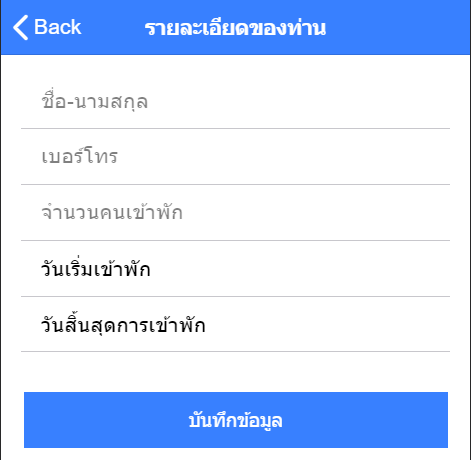 Back รายละเอียดของท่าน
ชื่อ-นามสกุล
เบอร์โทร
จำนวนคนเข้าพัก
วันเริ่มเข้าพัก
วันสิ้นสุดการเข้าพัก
บันทึกข้อมูล